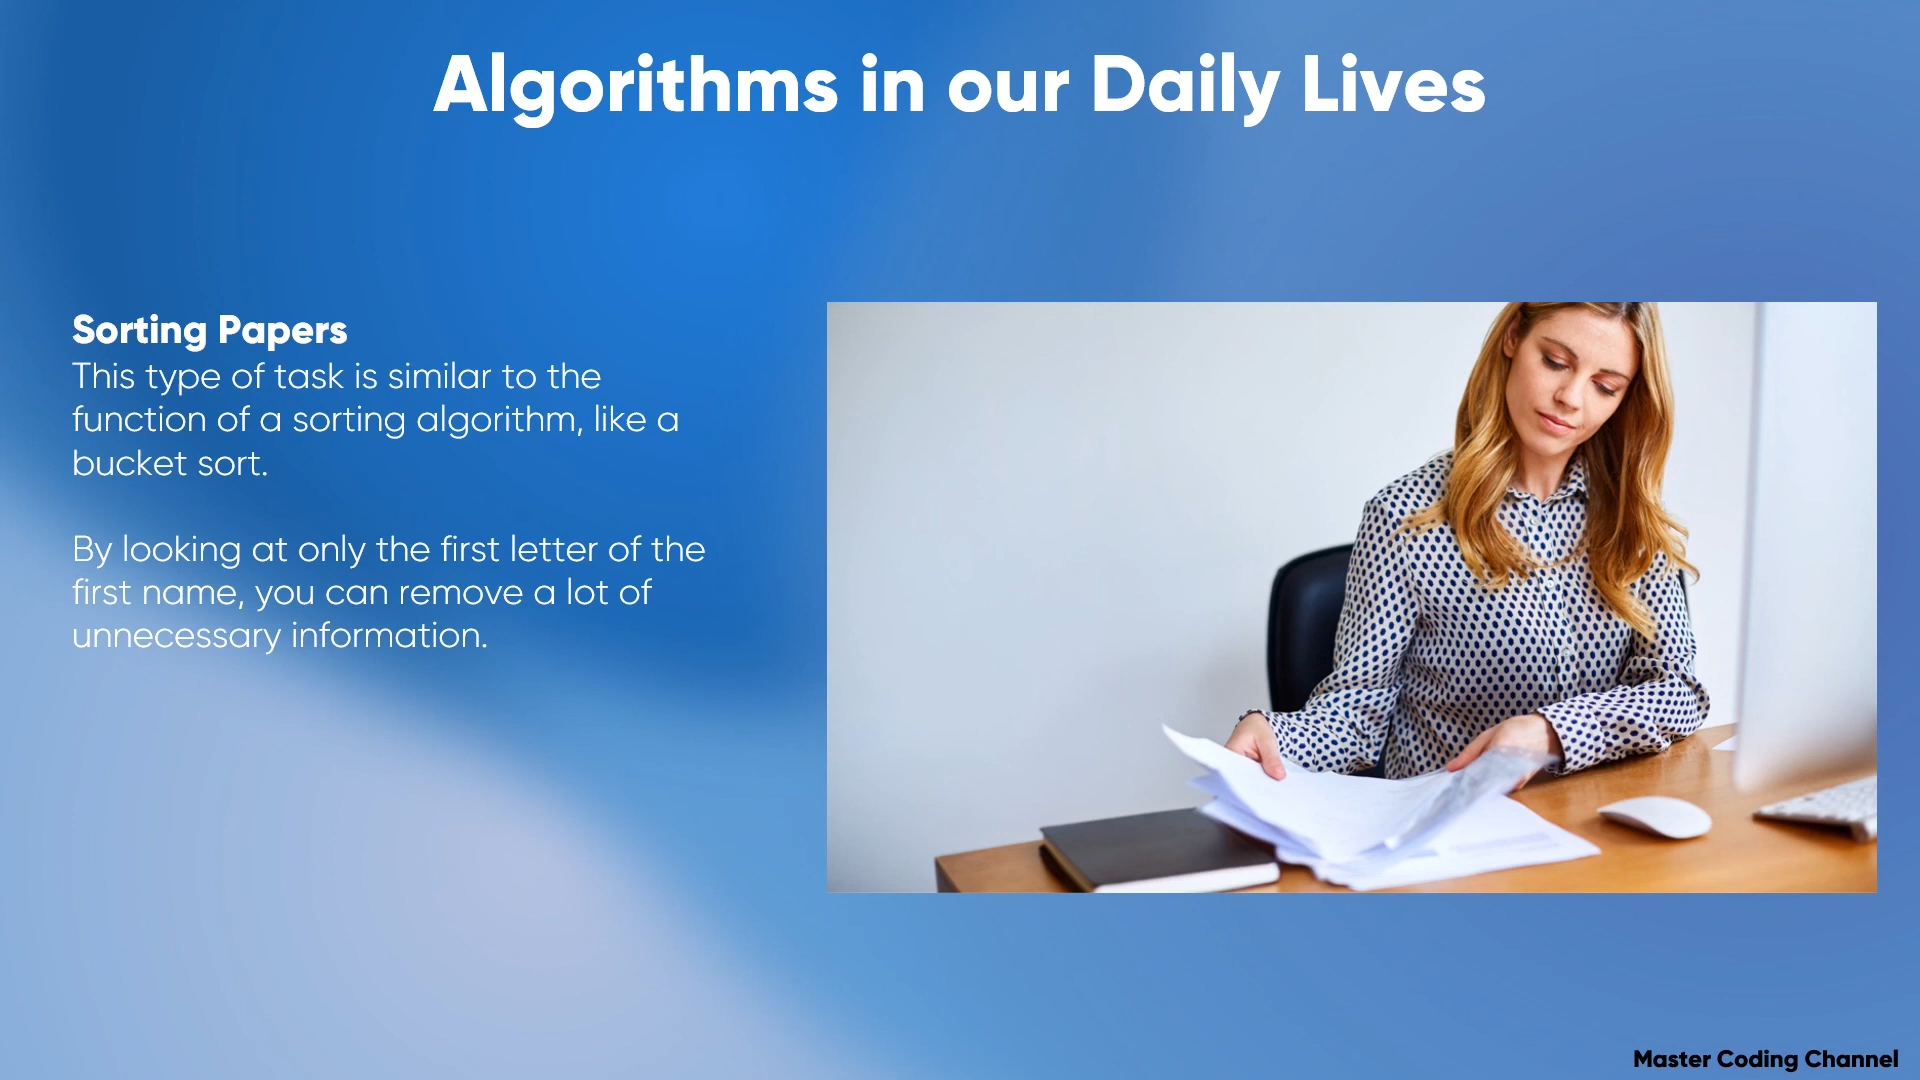 Algorithms in our Daily Lives
Sorting Papers
This type of task is similar to the
function of a sorting algorithm, like a
bucket sort.
By looking at only the first letter of the
first name, you can remove a lot of
unnecessary information.
Master Coding Channel